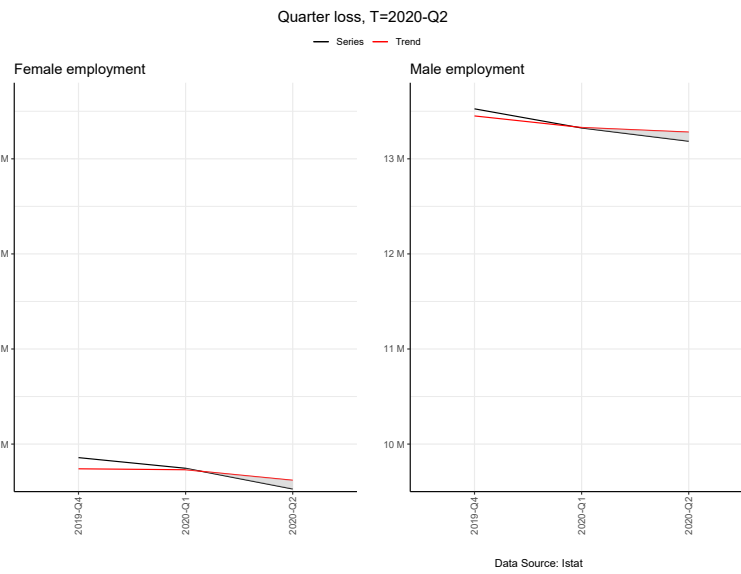 Quarter loss, T=2020-Q2
Series Trend
Female employment
Male employment
M
M
M
M
13 M
12 M
11 M
10 M
2019-Q4
2020-Q1
2020-Q2
2019-Q4
2020-Q1
2020-Q2
Data Source: Istat